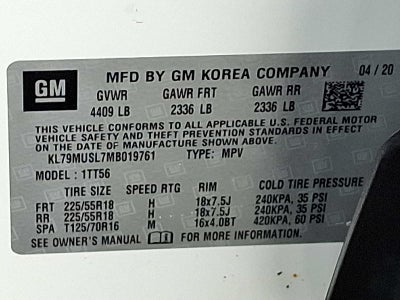 GM
MFD BY GM KOREA COMPANY 04/20
GVWR GAWR FRT GAWR RR
4409 LB 2336 LB 2336 LB
THIS VEHICLE CONFORMS TO ALL APPLICABLE U.S. FEDERAL MOTOR
VEHICLE SAFETY AND THEFT PREVENTION STANDARDS IN EFFECT
ON THE DATE OF MANUFACTURE SHOWN ABOVE.
KL79MUSL7MB019761 TYPE: MPV
MODEL : 1TT56
TIRE SIZE SPEED RTG RIM COLD TIRE PRESSURE
FRT 225/55R18 H 18x7.5J 240KPA, 35 PSI
RR 225/55R18 H 18x7.5J 240KPA, 35 PSI
SPA T125/70R16 M 16x4.0BT 420KPA, 60 PSI
SEE OWNER'S MANUAL FOR MORE INFORMATION